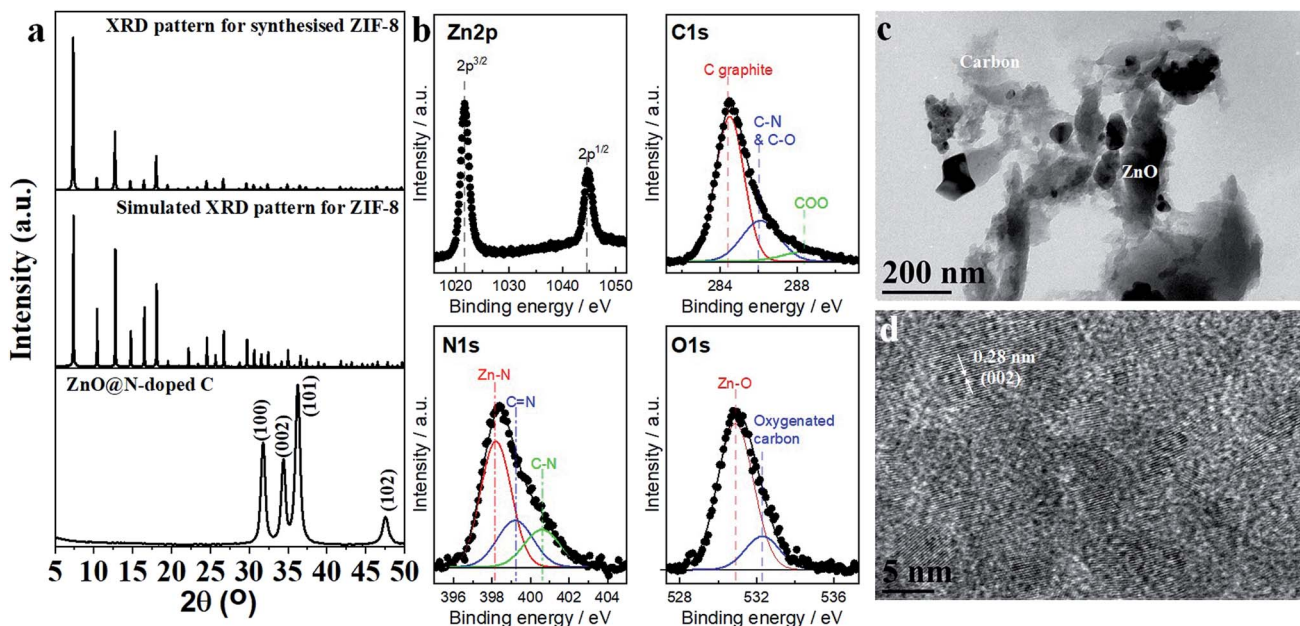 a
XRD pattern for synthesised ZIF-8
Simulated XRD pattern for ZIF-8
ZnO@N-doped C
(100)
(002)
(101)
(102)
Intensity (a.u.)
5 10 15 20 25 30 35 40 45 50
2θ (O)
b
Zn2p
2p3/2
2p1/2
Intensity / a.u.
1020 1030 1040 1050
Binding energy / eV
C1s
C graphite
C-N
& C-O
COO
Intensity / a.u.
284 288
Binding energy / eV
N1s
Zn-N
C=N
C-N
Intensity / a.u.
396 398 400 402 404
Binding energy / eV
O1s
Zn-O
Oxygenated
carbon
Intensity / a.u.
528 532 536
Binding energy / eV
c
Carbon
ZnO
200 nm
d
0.28 nm
(002)
5 nm